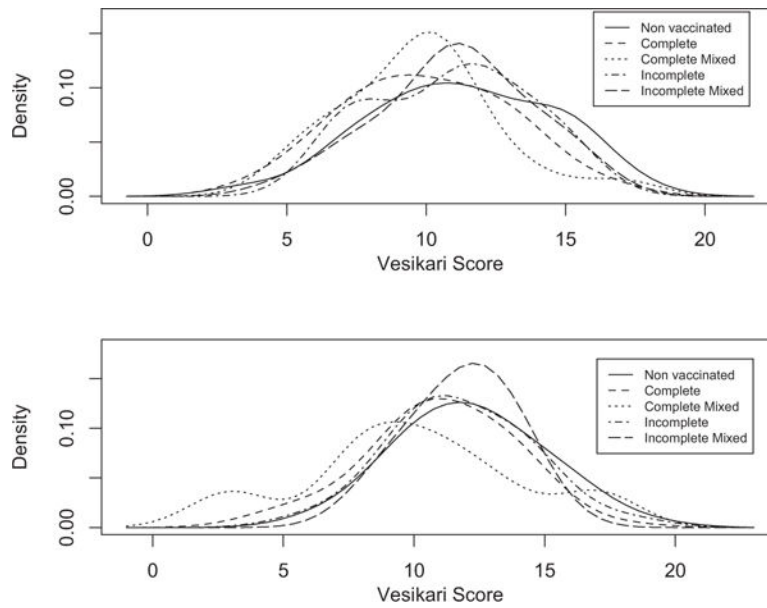 Density
0.10
0.00
Non vaccinated
Complete
Complete Mixed
Incomplete
Incomplete Mixed
0 5 10 15 20
Vesikari Score
Density
0.10
0.00
Non vaccinated
Complete
Complete Mixed
Incomplete
Incomplete Mixed
0 5 10 15 20
Vesikari Score